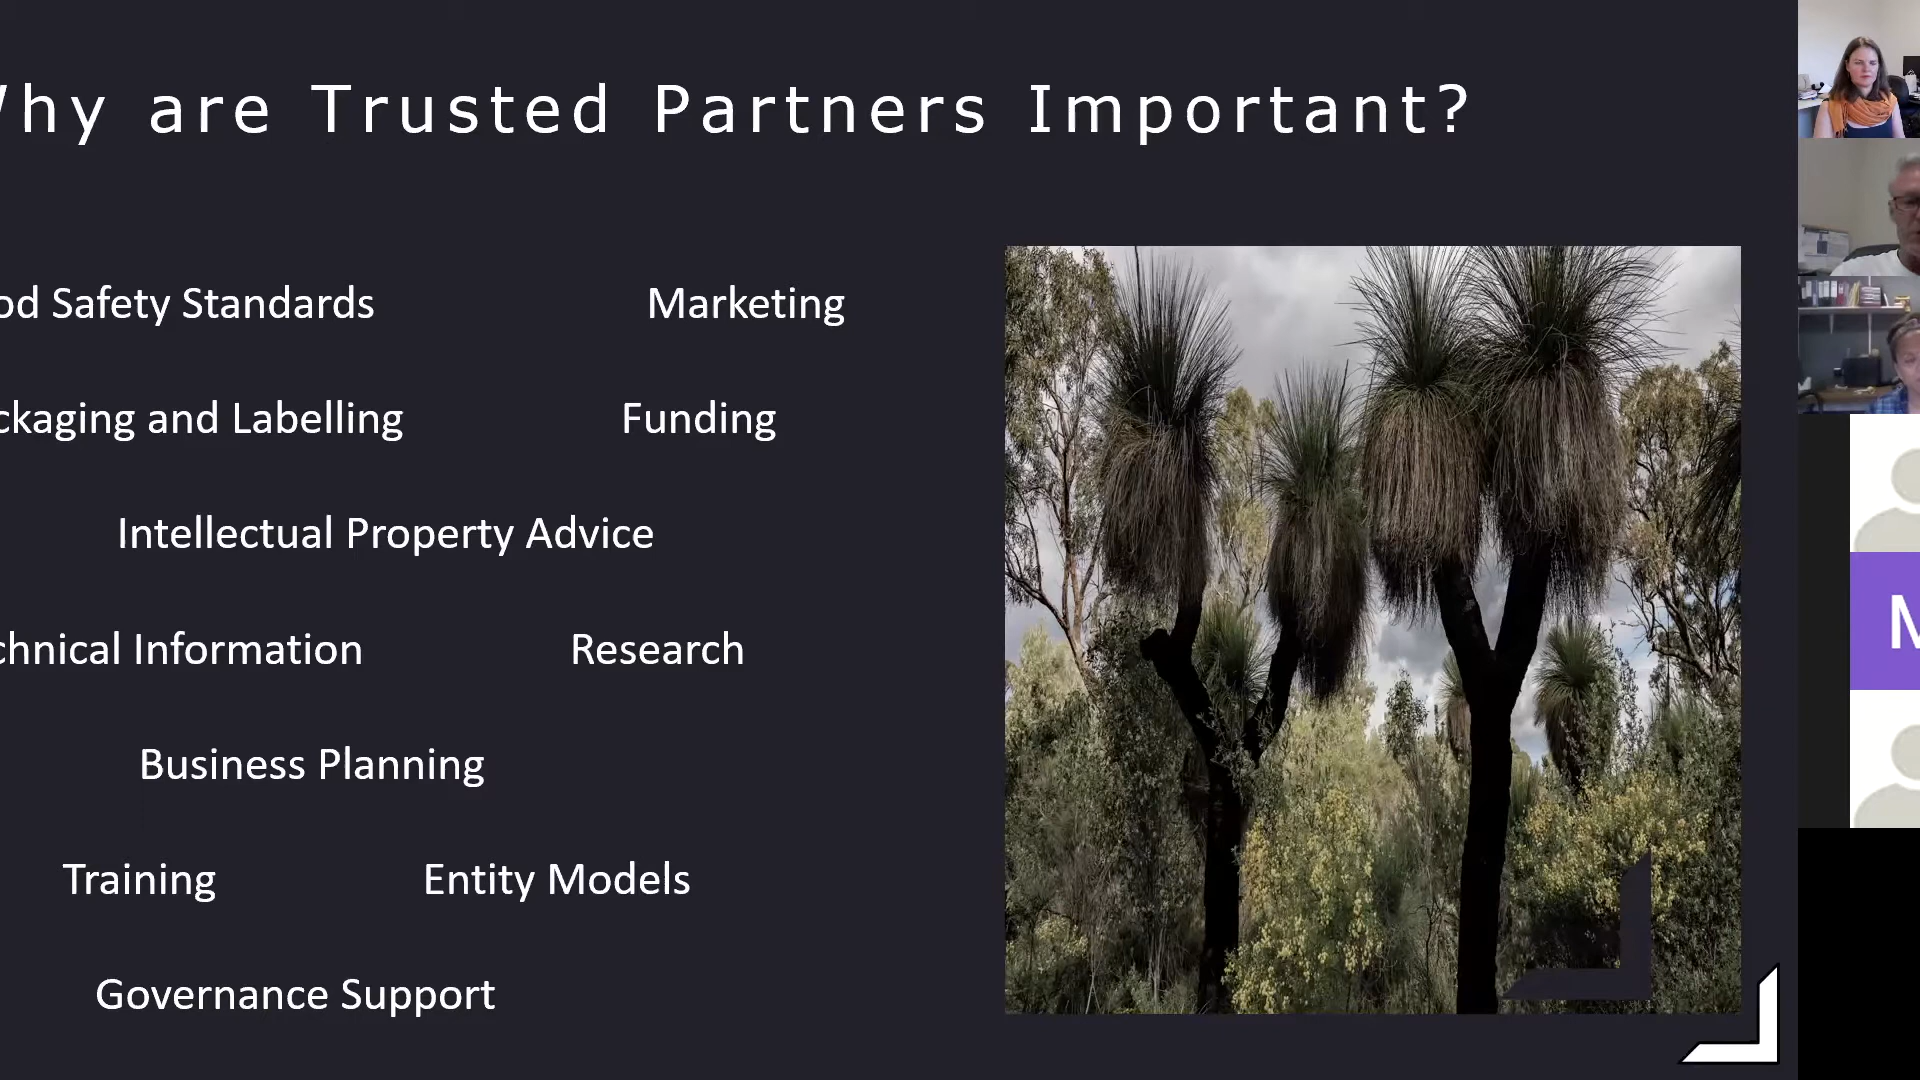 hy are Trusted Partners Important?
od Safety Standards Marketing
ckaging and Labelling Funding
Intellectual Property Advice
chnical Information Research
Business Planning
Training Entity Models
Governance Support
M